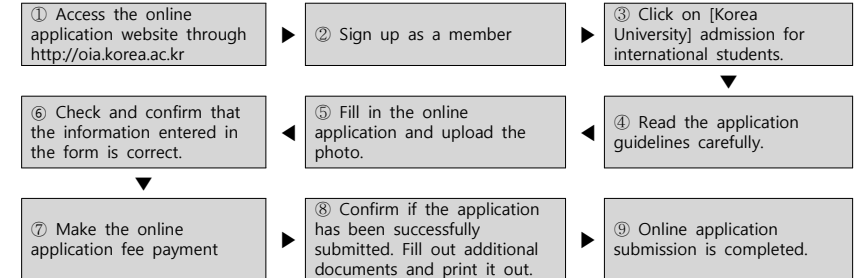 ① Access the online
application website through
http://oia.korea.ac.kr
② Sign up as a member
③ Click on [Korea
University] admission for
international students.
④ Read the application
guidelines carefully.
⑤ Fill in the online
application and upload the
photo.
⑥ Check and confirm that
the information entered in
the form is correct.
⑦ Make the online
application fee payment
⑧ Confirm if the application
has been successfully
submitted. Fill out additional
documents and print it out.
⑨ Online application
submission is completed.